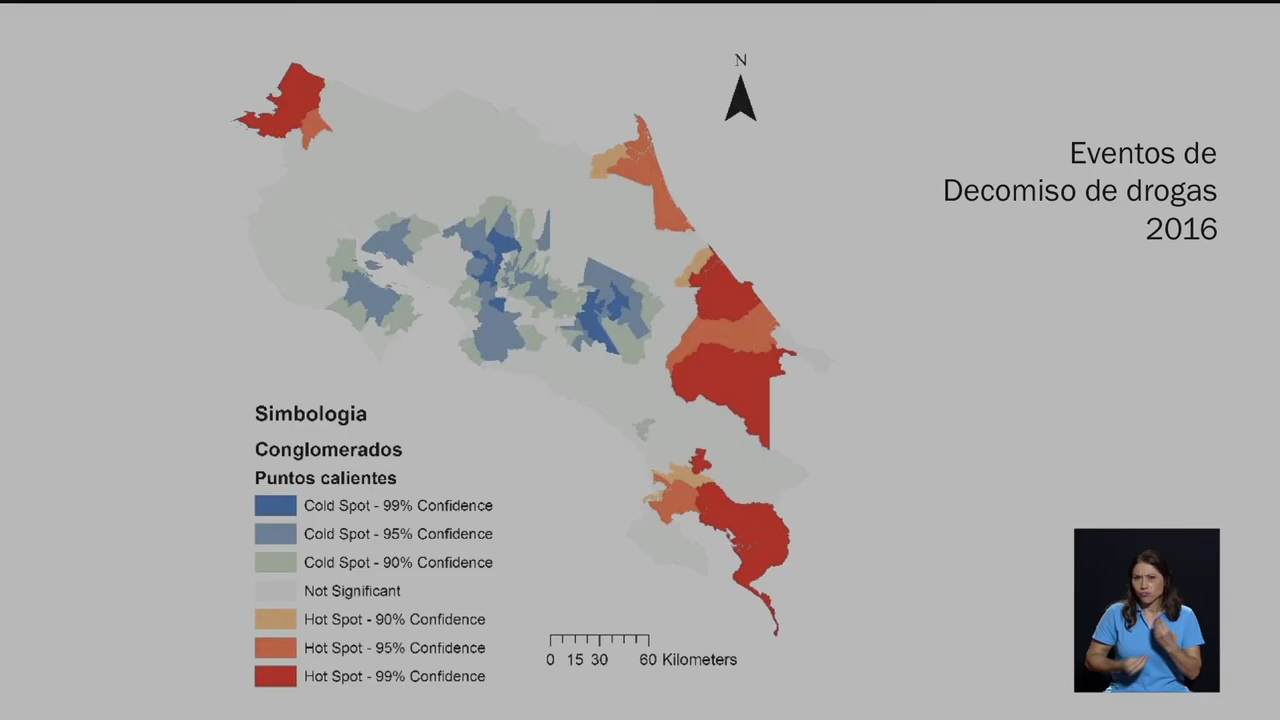 N
Eventos de
Decomiso de drogas
2016
Simbologia
Conglomerados
Puntos calientes
Cold Spot - 99% Confidence
Cold Spot - 95% Confidence
Cold Spot - 90% Confidence
Not Significant
Hot Spot - 90% Confidence
Hot Spot - 95% Confidence
Hot Spot - 99% Confidence
0 15 30 60 Kilometers